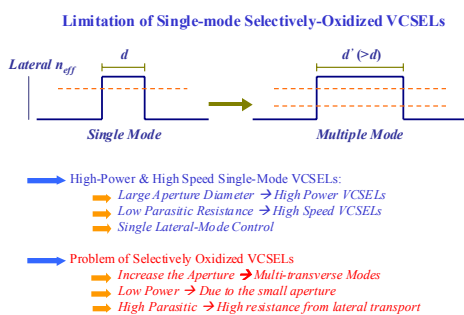 Limitation of Single-mode Selectively-Oxidized VCSELs
Lateral neff
d
d' (>d)
Single Mode
Multiple Mode
High-Power & High Speed Single-Mode VCSELs:
Large Aperture Diameter → High Power VCSELs
Low Parasitic Resistance → High Speed VCSELs
Single Lateral-Mode Control
Problem of Selectively Oxidized VCSELs
Increase the Aperture → Multi-transverse Modes
Low Power → Due to the small aperture
High Parasitic → High resistance from lateral transport